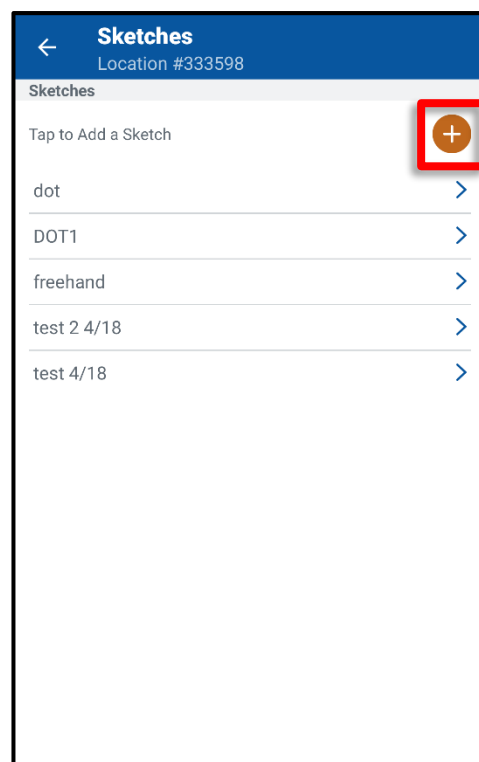 Sketches
Location #333598
Sketches
Tap to Add a Sketch
dot
DOT1
freehand
test 2 4/18
test 4/18